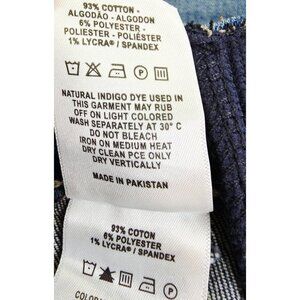 93% COTTON -
ALGODÃO - ALGODON
6% POLYESTER -
POLIESTER - POLIÉSTER
1% LYCRA® / SPANDEX
NATURAL INDIGO DYE USED IN
THIS GARMENT MAY RUB
OFF ON LIGHT COLORED
WASH SEPARATELY AT 30° C
DO NOT BLEACH
IRON ON MEDIUM HEAT
DRY CLEAN PCE ONLY
DRY VERTICALLY
MADE IN PAKISTAN
93% COTON
6% POLYESTER
1% LYCRA® / SPANDEX